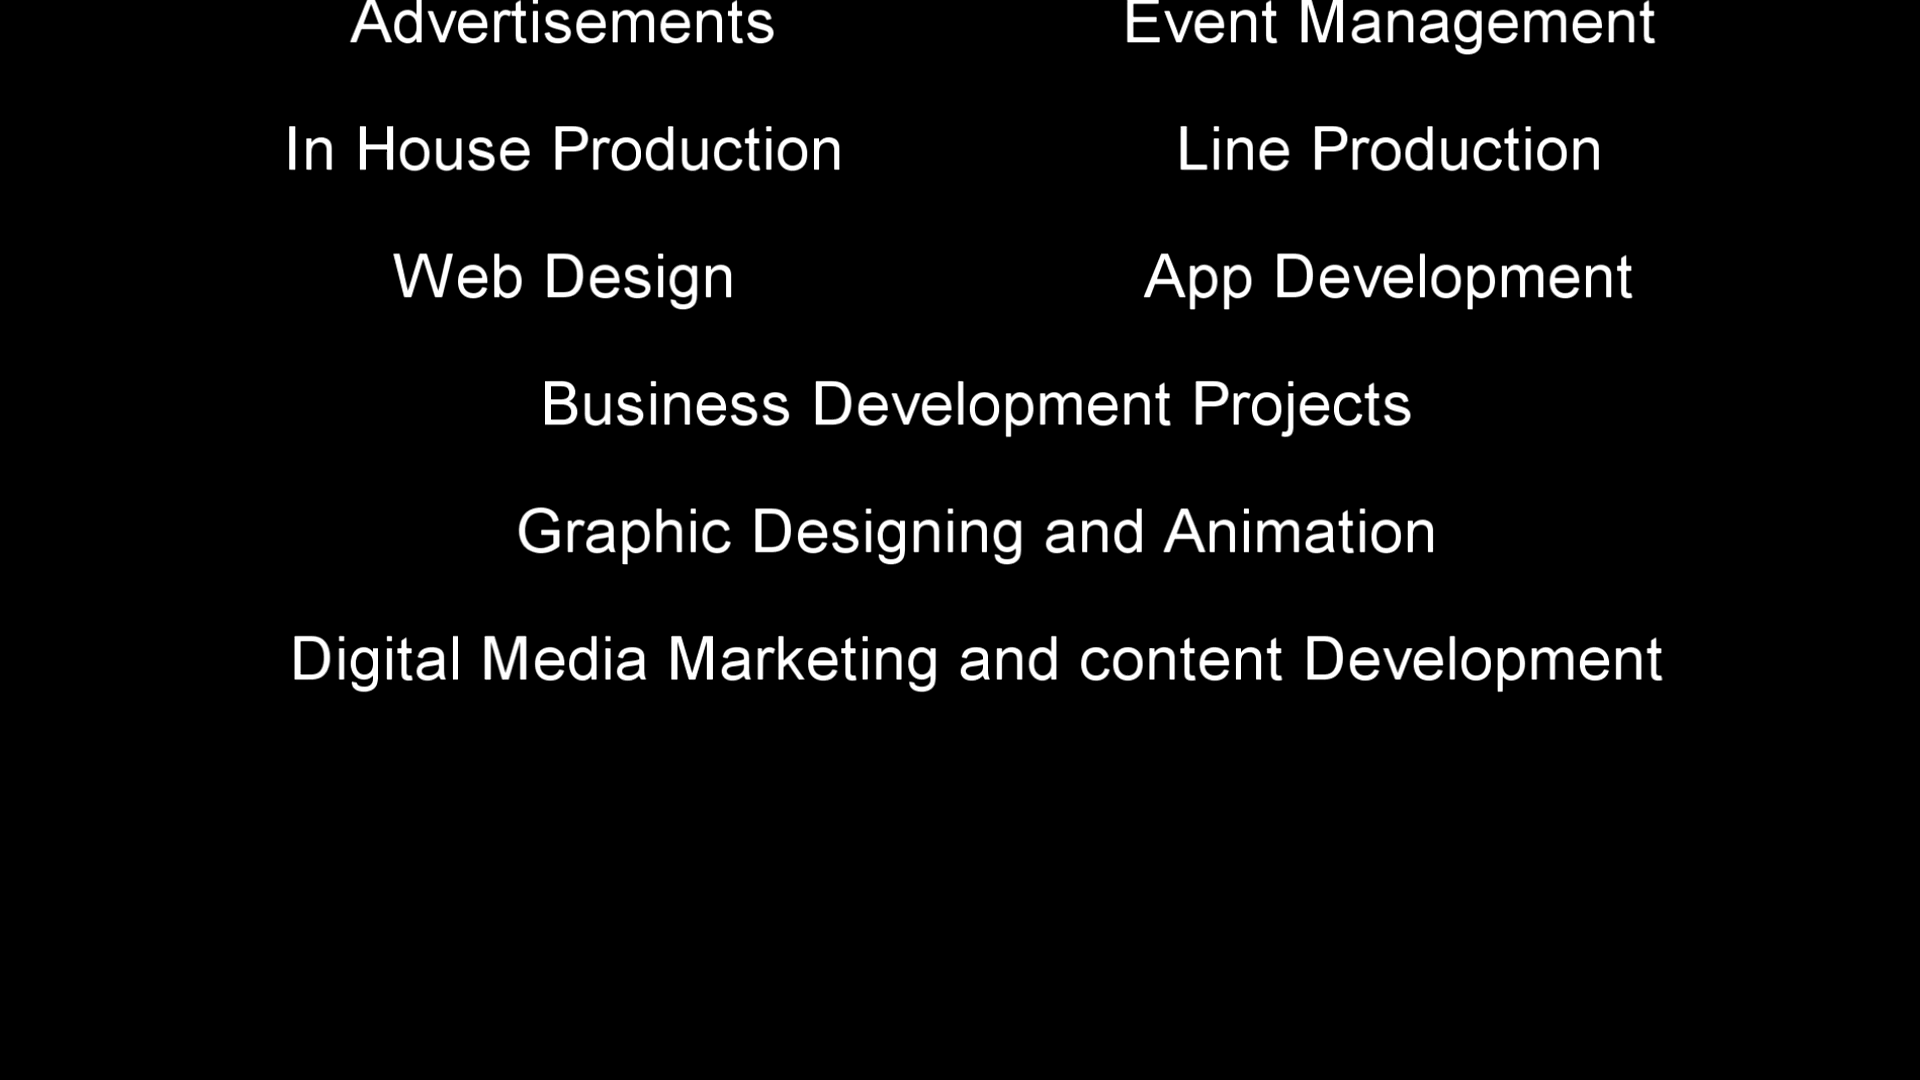 Advertisements Event Management
In House Production Line Production
Web Design App Development
Business Development Projects
Graphic Designing and Animation
Digital Media Marketing and content Development